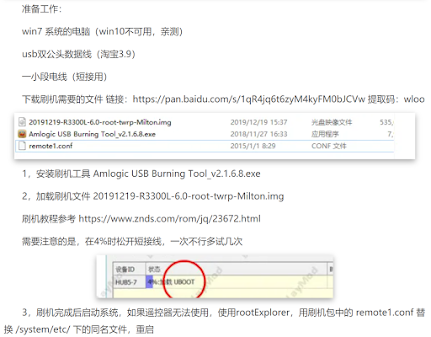 准备工作：
win7 系统的电脑（win10不可用，亲测）
usb双公头数据线（淘宝3.9）
一小段电线（短接用）
下载刷机需要的文件 链接：https://pan.baidu.com/s/1qR4jq6t6zyM4kyFM0bJCVw 提取码：wloo
20191219-R3300L-6.0-root-twrp-Milton.img 2019/12/19 15:37 光盘映像文件 535,
Amlogic USB Burning Tool_v2.1.6.8.exe 2018/11/27 16:33 应用程序 7,
remote1.conf 2015/1/1 8:29 CONF 文件
1，安装刷机工具 Amlogic USB Burning Tool_v2.1.6.8.exe
2，加载刷机文件 20191219-R3300L-6.0-root-twrp-Milton.img
刷机教程参考 https://www.znds.com/rom/jq/23672.html
需要注意的是，在4%时松开短接线，一次不行多试几次
设备ID 状态
HUB5-7 4%:加载 UBOOT
3，刷机完成后启动系统，如果遥控器无法使用，使用rootExplorer，用刷机包中的 remote1.conf 替
换 /system/etc/ 下的同名文件，重启